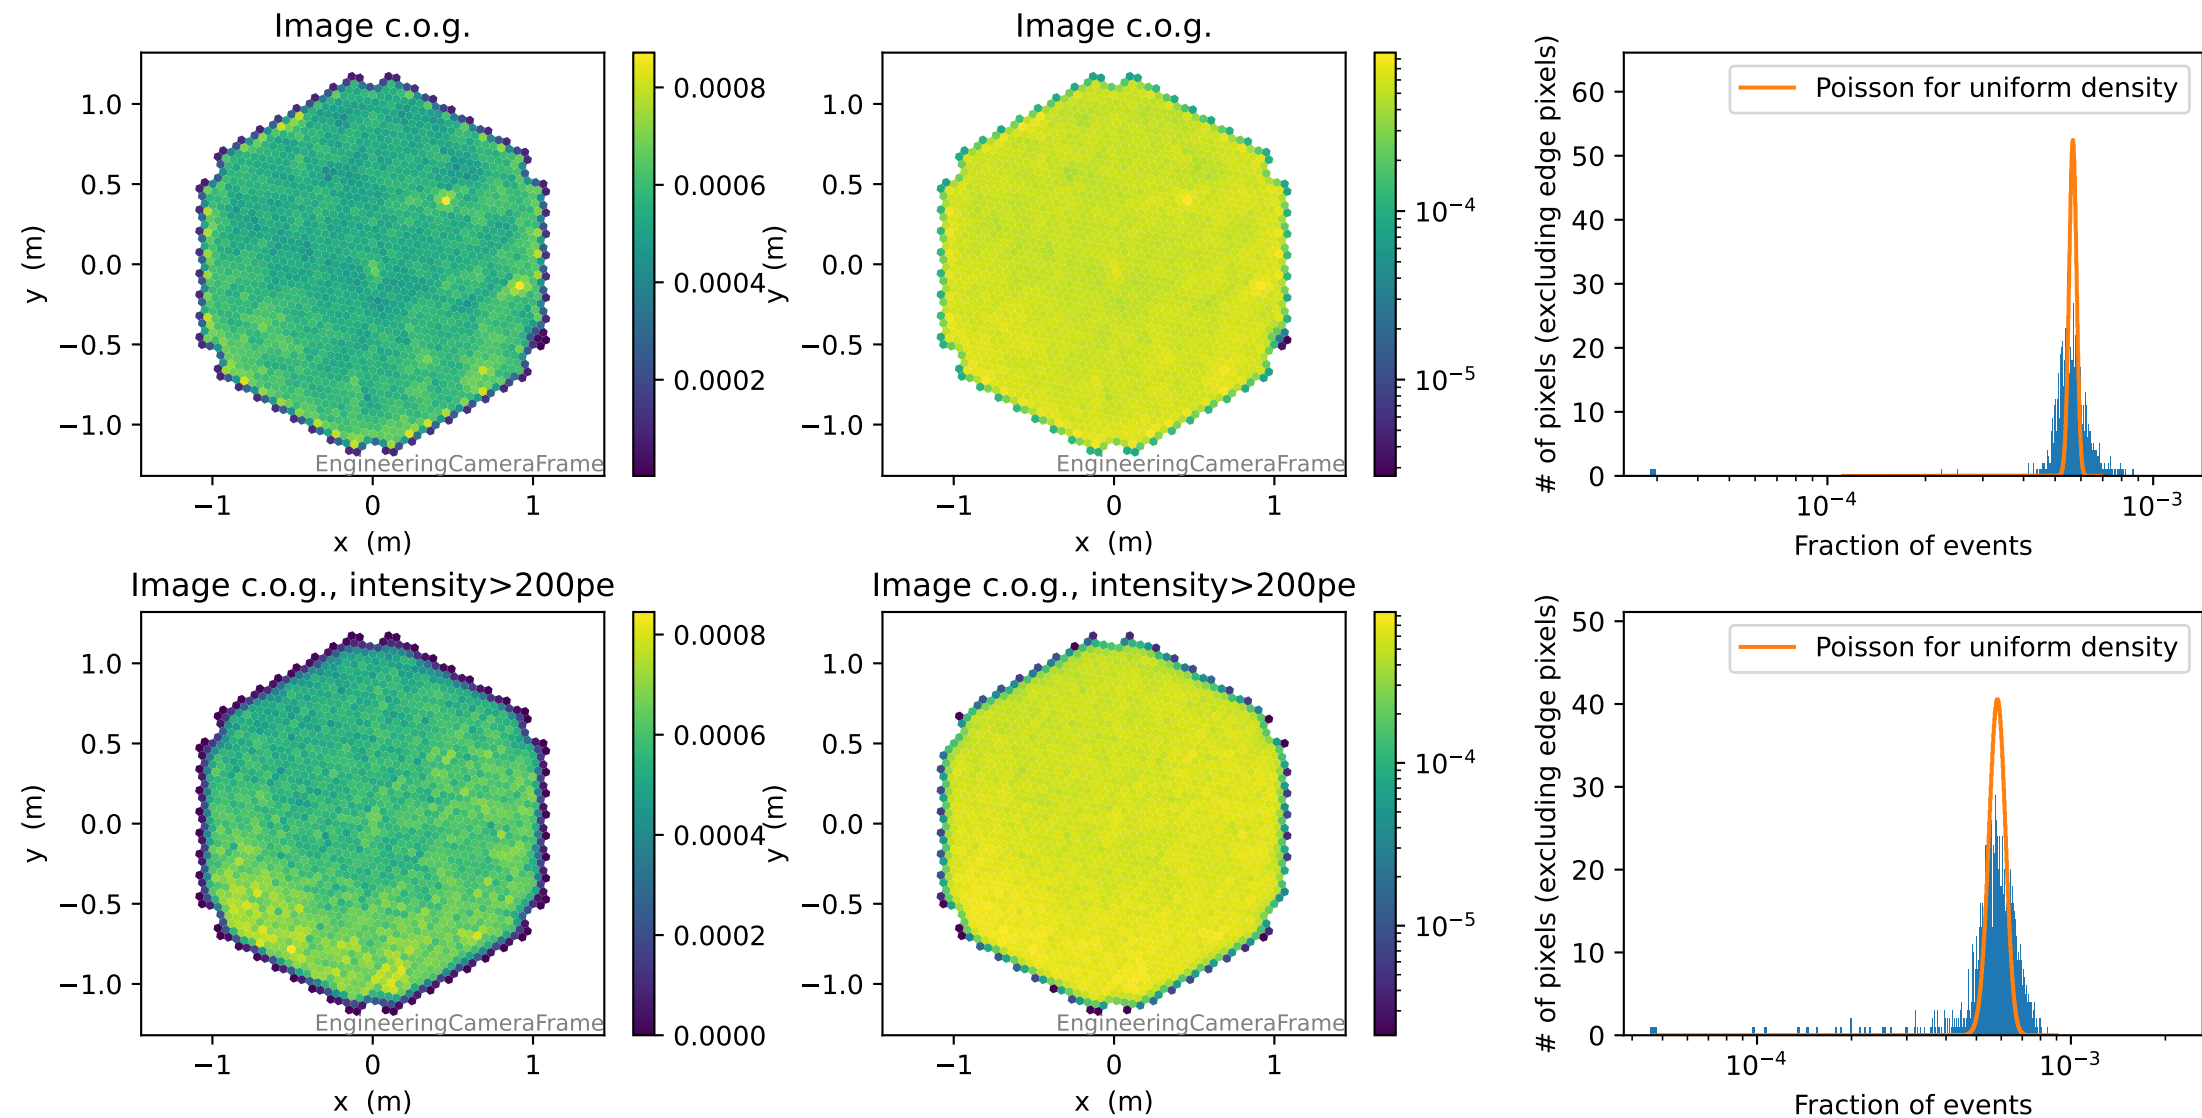 Image c.o.g.
1.0
0.5
0.0
−0.5
−1.0
y (m)
−1
0
1
x (m)
EngineeringCameraFrame
0.0008
0.0006
0.0004
0.0002
Image c.o.g.
1.0
0.5
0.0
−0.5
−1.0
y (m)
−1
0
1
x (m)
EngineeringCameraFrame
10⁻⁴
10⁻⁵
Poisson for uniform density
# of pixels (excluding edge pixels)
60
50
40
30
20
10
0
10⁻⁴
10⁻³
Fraction of events
Image c.o.g., intensity>200pe
1.0
0.5
0.0
−0.5
−1.0
y (m)
−1
0
1
x (m)
EngineeringCameraFrame
0.0008
0.0006
0.0004
0.0002
0.0000
Image c.o.g., intensity>200pe
1.0
0.5
0.0
−0.5
−1.0
y (m)
−1
0
1
x (m)
EngineeringCameraFrame
10⁻⁴
10⁻⁵
Poisson for uniform density
# of pixels (excluding edge pixels)
50
40
30
20
10
0
10⁻⁴
10⁻³
Fraction of events